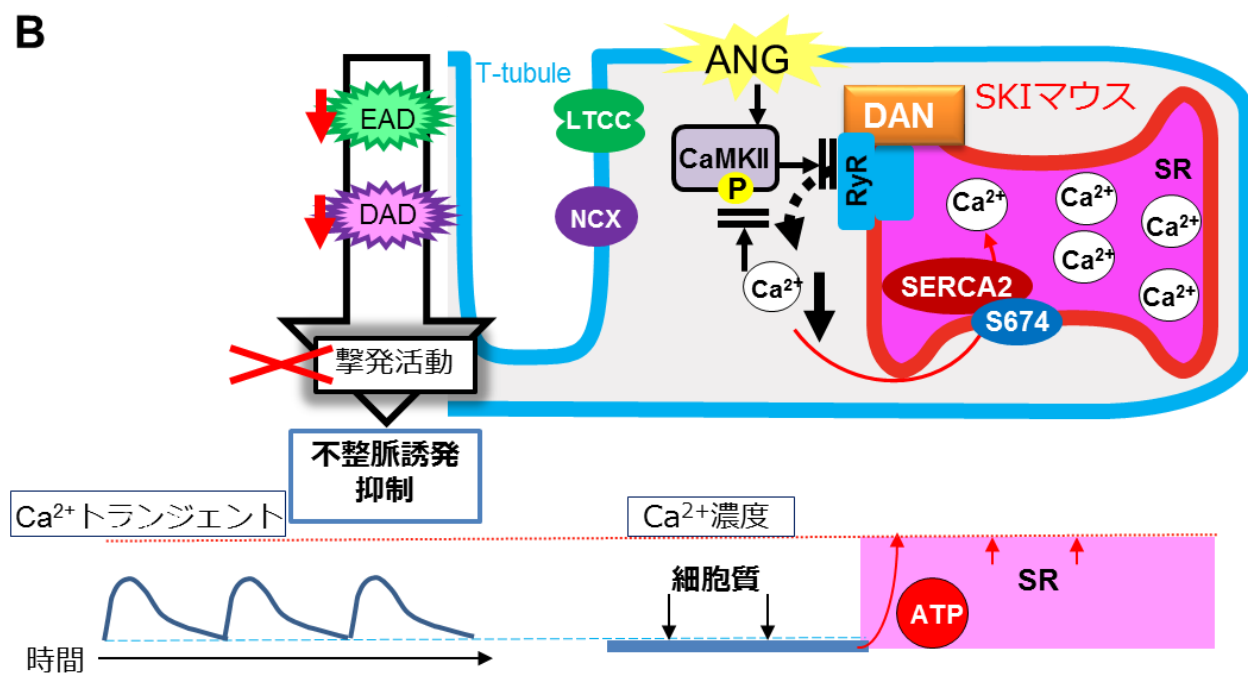 B
T-tubule
ANG
SKIマウス
DAN
EAD
LTCC
CaMKII
P
RyR
SR
DAD
NCX
Ca²⁺
Ca²⁺
Ca²⁺
Ca²⁺
Ca²⁺
Ca²⁺
SERCA2
S674
撃発活動
不整脈誘発
抑制
Ca²⁺トランジェント
Ca²⁺濃度
細胞質
SR
ATP
時間